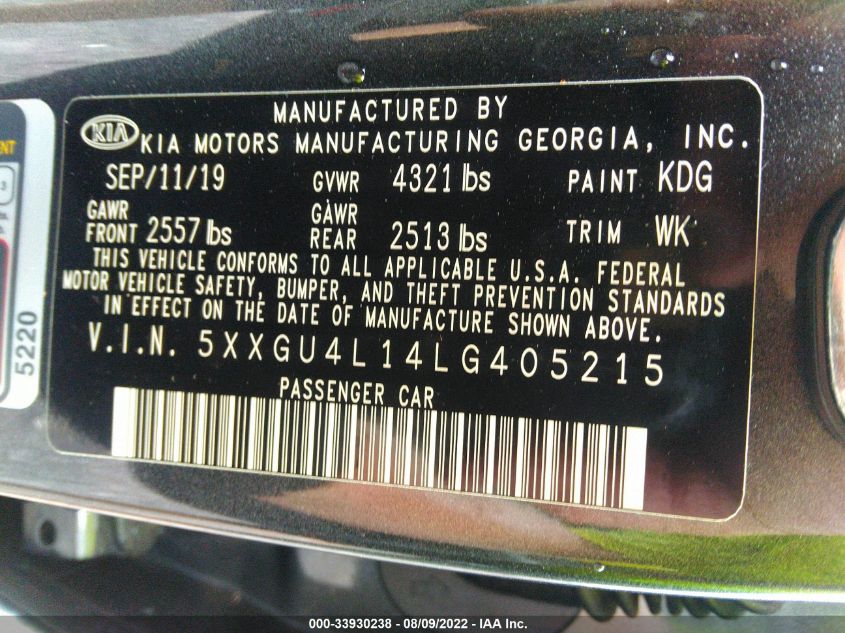 MANUFACTURED BY
KIA KIA MOTORS MANUFACTURING GEORGIA, INC.
SEP/11/19 GVWR 4321 lbs PAINT KDG
GAWR FRONT 2557 lbs GAWR REAR 2513 lbs TRIM WK
THIS VEHICLE CONFORMS TO ALL APPLICABLE U.S.A. FEDERAL
MOTOR VEHICLE SAFETY, BUMPER, AND THEFT PREVENTION STANDARDS
IN EFFECT ON THE DATE OF MANUFACTURE SHOWN ABOVE.
V.I.N. 5XXGU4L14LG405215
PASSENGER CAR
5220
000-33930238 - 08/09/2022 - IAA Inc.